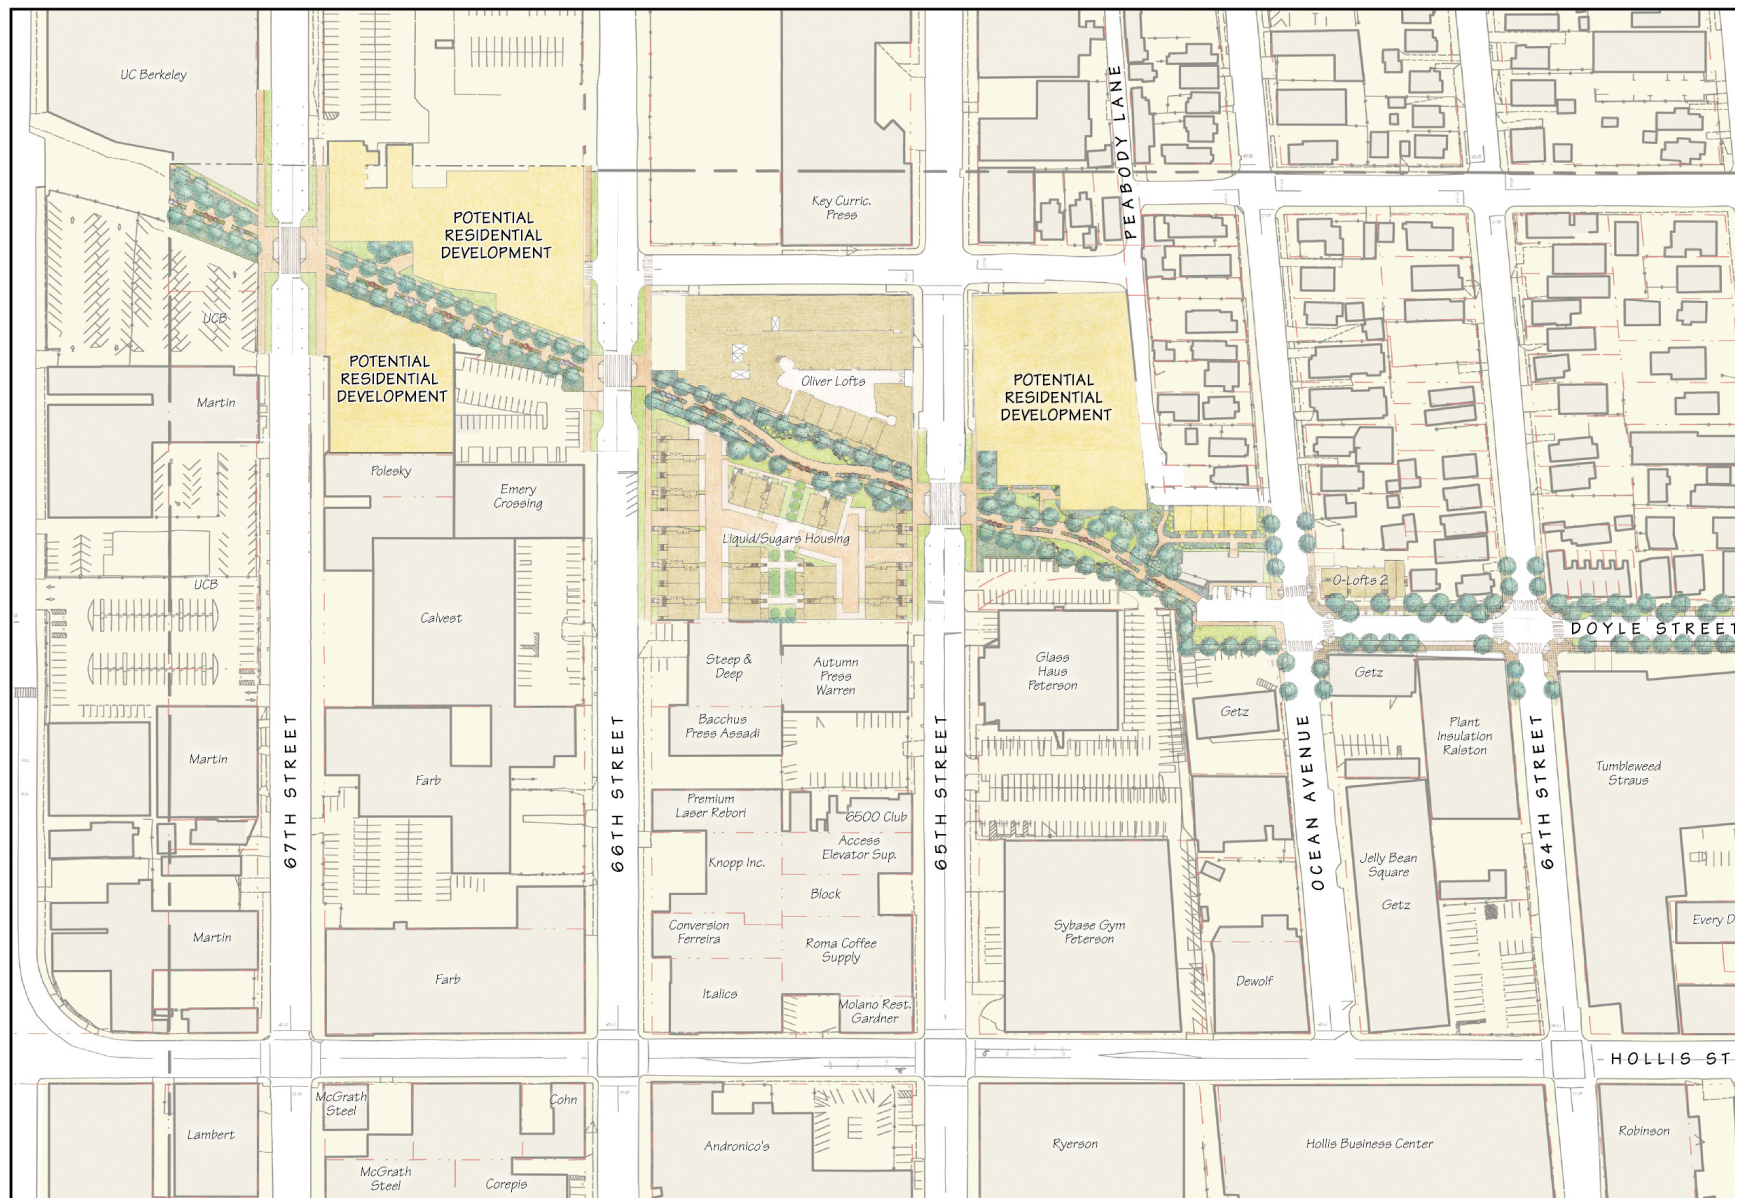 UC Berkeley
PEABODY LANE
Key Curric.
Press
POTENTIAL
RESIDENTIAL
DEVELOPMENT
UCB
POTENTIAL
RESIDENTIAL
DEVELOPMENT
Oliver Lofts
POTENTIAL
RESIDENTIAL
DEVELOPMENT
Martin
Polesky
Emery
Crossing
Liquid/Sugars Housing
UCB
O-Lofts 2
Calvest
DOYLE STREET
Steep &
Deep
Autumn
Press
Warren
Glass
Haus
Peterson
Getz
Getz
Bacchus
Press Assadi
Plant
Insulation
Ralston
Martin
Farb
Tumbleweed
Straus
67TH STREET
66TH STREET
65TH STREET
OCEAN AVENUE
64TH STREET
Premium
Laser Rebori
6500 Club
Access
Elevator Sup.
Knopp Inc.
Block
Jelly Bean
Square
Getz
Martin
Conversion
Ferreira
Roma Coffee
Supply
Sybase Gym
Peterson
Every D
Farb
Italics
Molano Rest.
Gardner
Dewolf
HOLLIS ST
McGrath
Steel
Cohn
Lambert
Andronico's
Ryerson
Hollis Business Center
Robinson
McGrath
Steel
Corepis